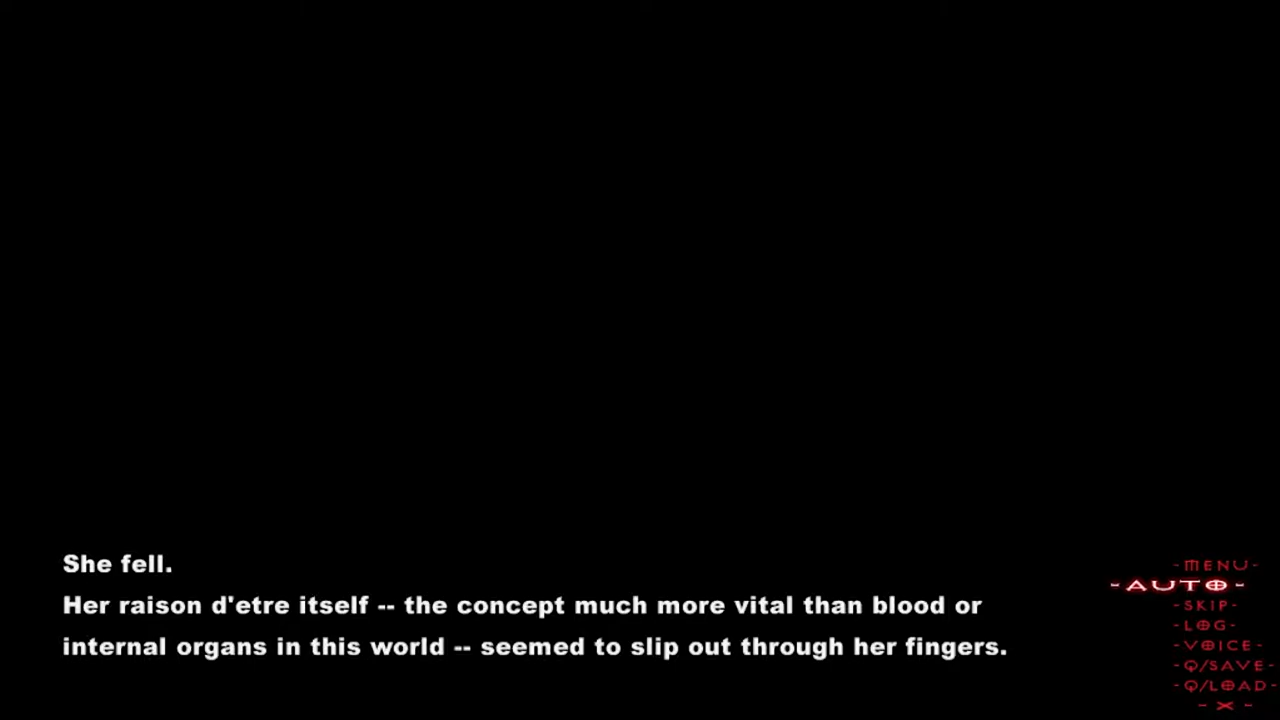 She fell.
Her raison d'etre itself -- the concept much more vital than blood or
internal organs in this world -- seemed to slip out through her fingers.
-MENU-
-AUTO-
-SKIP-
-LOG-
-VOICE-
-Q/SAVE-
-Q/LOAD-
-X-